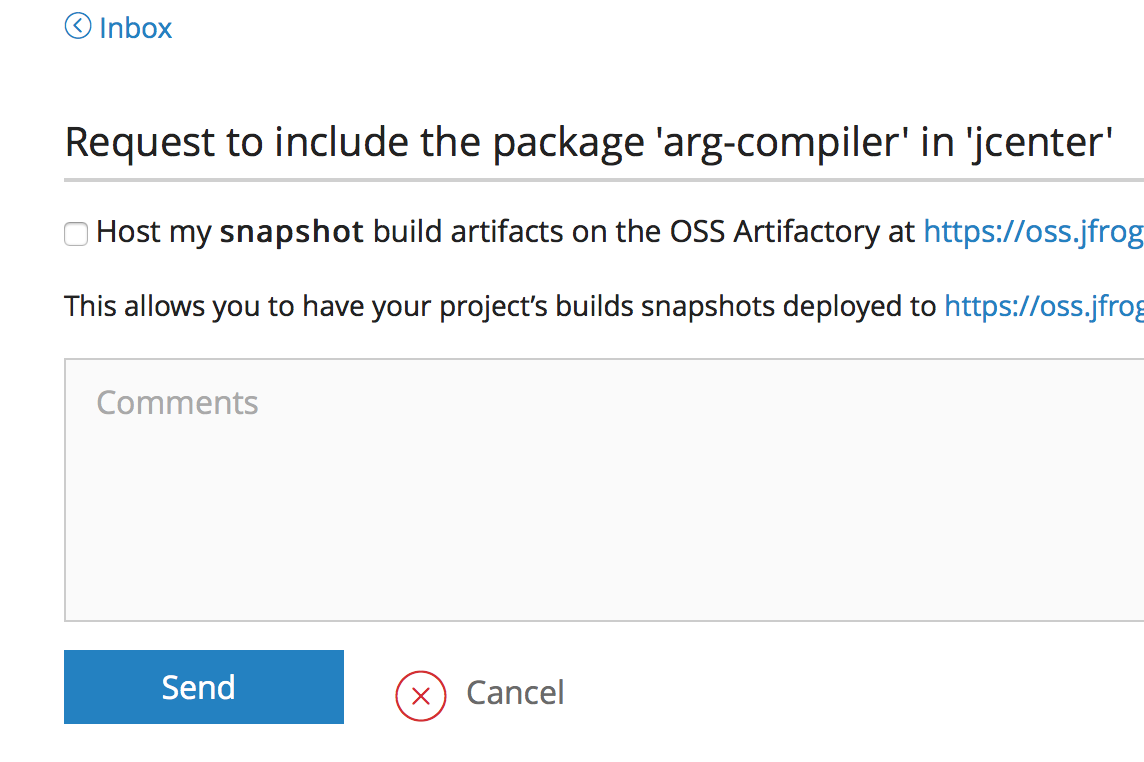 Inbox
Request to include the package 'arg-compiler' in 'jcenter'
Host my snapshot build artifacts on the OSS Artifactory at https://oss.jfrog
This allows you to have your project’s builds snapshots deployed to https://oss.jfrog
Comments
Send
Cancel